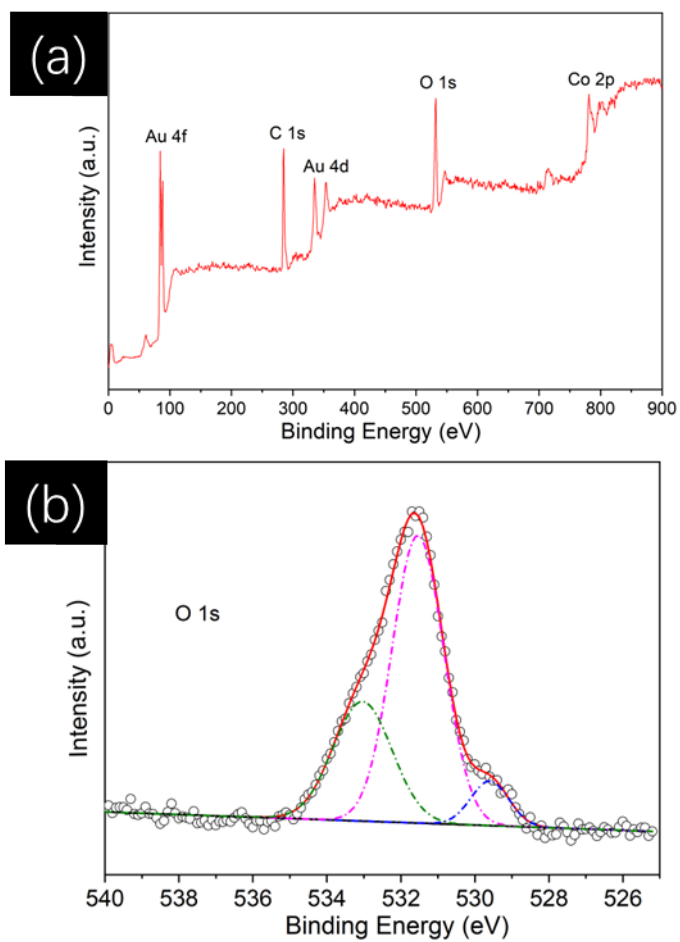 (a)
Au 4f
C 1s
Au 4d
O 1s
Co 2p
Intensity (a.u.)
0 100 200 300 400 500 600 700 800 900
Binding Energy (eV)
(b)
O 1s
Intensity (a.u.)
540 538 536 534 532 530 528 526
Binding Energy (eV)